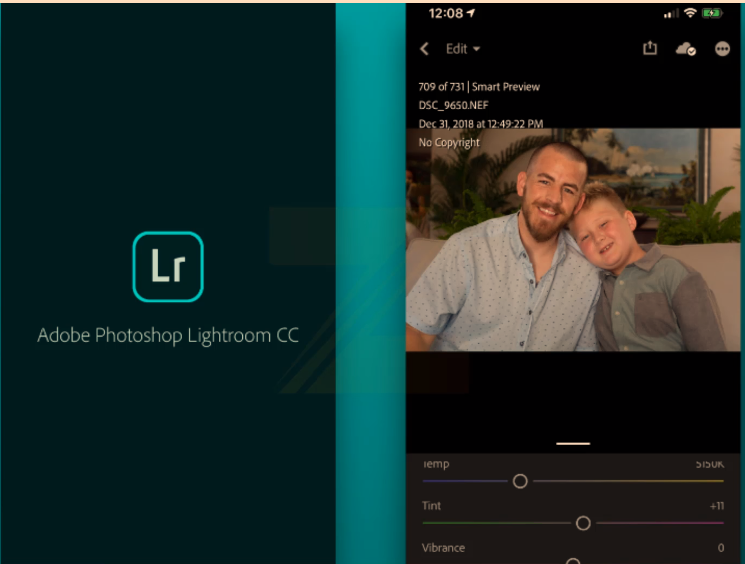 Lr
Adobe Photoshop Lightroom CC
12:08
Edit
709 of 731 | Smart Preview
DSC_9650.NEF
Dec 31, 2018 at 12:49:22 PM
No Copyright
Temp 5150K
Tint +11
Vibrance 0